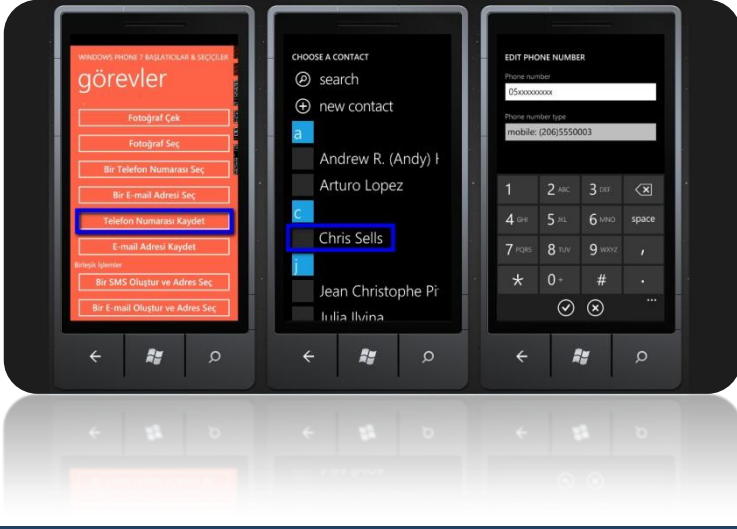 WINDOWS PHONE 7 BAŞLATICILAR & SEÇİCİLER
görevler
Fotoğraf Çek
Fotoğraf Seç
Bir Telefon Numarası Seç
Bir E-mail Adresi Seç
Telefon Numarası Kaydet
E-mail Adresi Kaydet
Birleşik İşlemler
Bir SMS Oluştur ve Adres Seç
Bir E-mail Oluştur ve Adres Seç
CHOOSE A CONTACT
search
new contact
a
Andrew R. (Andy) H
Arturo Lopez
c
Chris Sells
j
Jean Christophe Pi
Julia Ilyina
EDIT PHONE NUMBER
Phone number
05xxxxxxxxx
Phone number type
mobile: (206)5550003
1 2 ABC 3 DEF
4 GHI 5 JKL 6 MNO space
7 PQRS 8 TUV 9 WXYZ ,
* 0 + # .
...